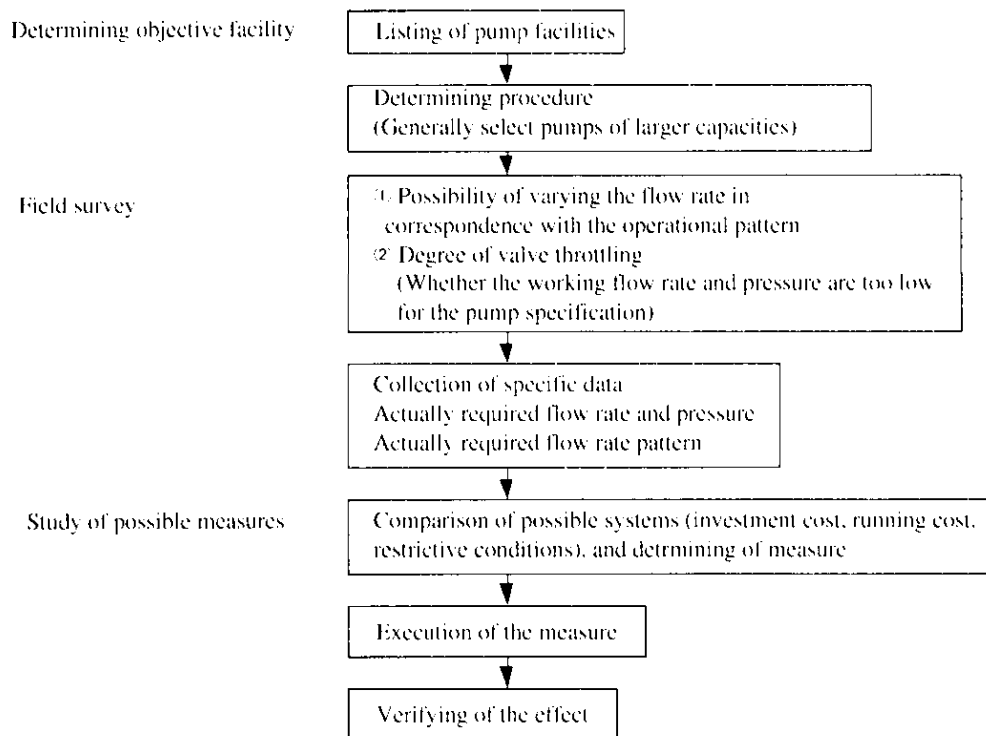 Determining objective facility
Listing of pump facilities
Determining procedure
(Generally select pumps of larger capacities)
Field survey
(1) Possibility of varying the flow rate in
correspondence with the operational pattern
(2) Degree of valve throttling
(Whether the working flow rate and pressure are too low
for the pump specification)
Collection of specific data
Actually required flow rate and pressure
Actually required flow rate pattern
Study of possible measures
Comparison of possible systems (investment cost, running cost,
restrictive conditions), and detrmining of measure
Execution of the measure
Verifying of the effect